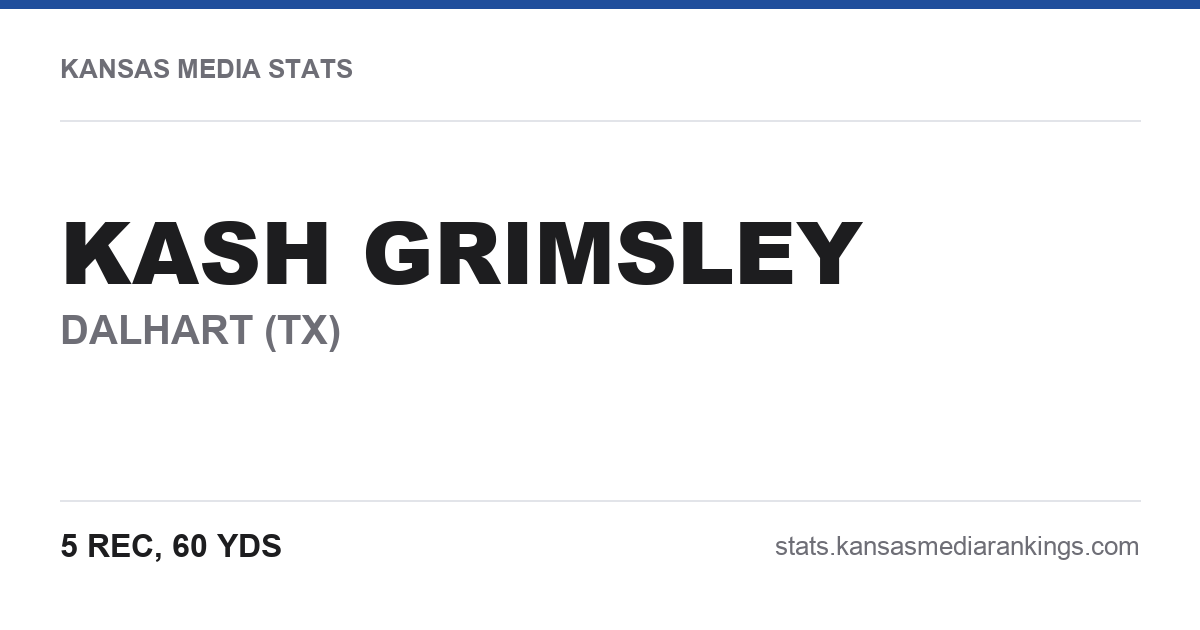 KANSAS MEDIA STATS
KASH GRIMSLEY
DALHART (TX)
5 REC, 60 YDS
stats.kansasmediarankings.com